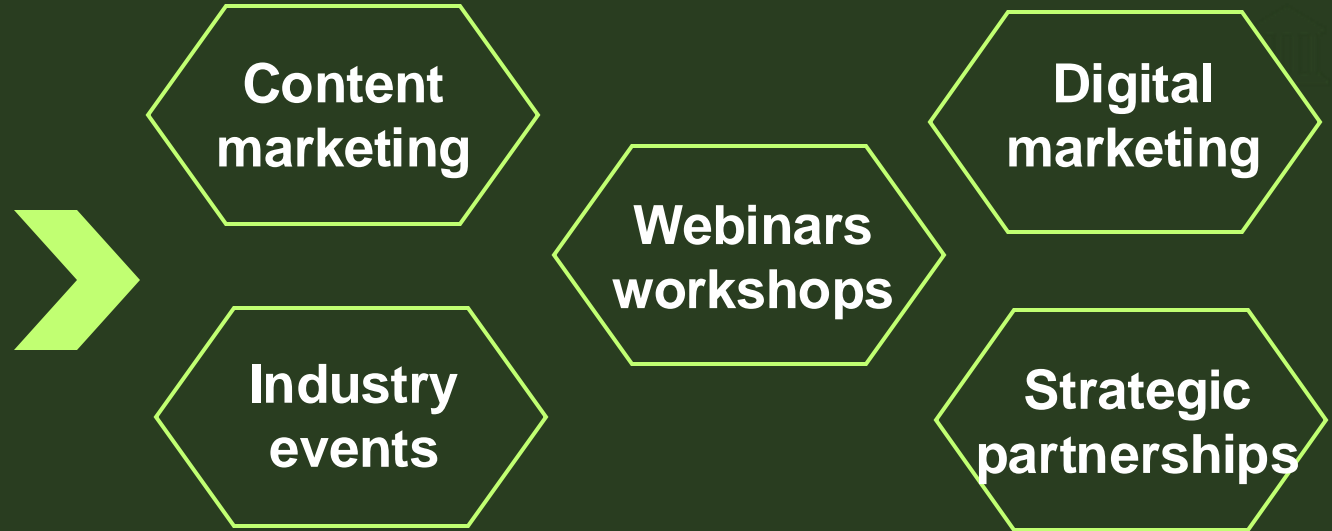 Content
marketing
Digital
marketing
Webinars
workshops
Industry
events
Strategic
partnerships